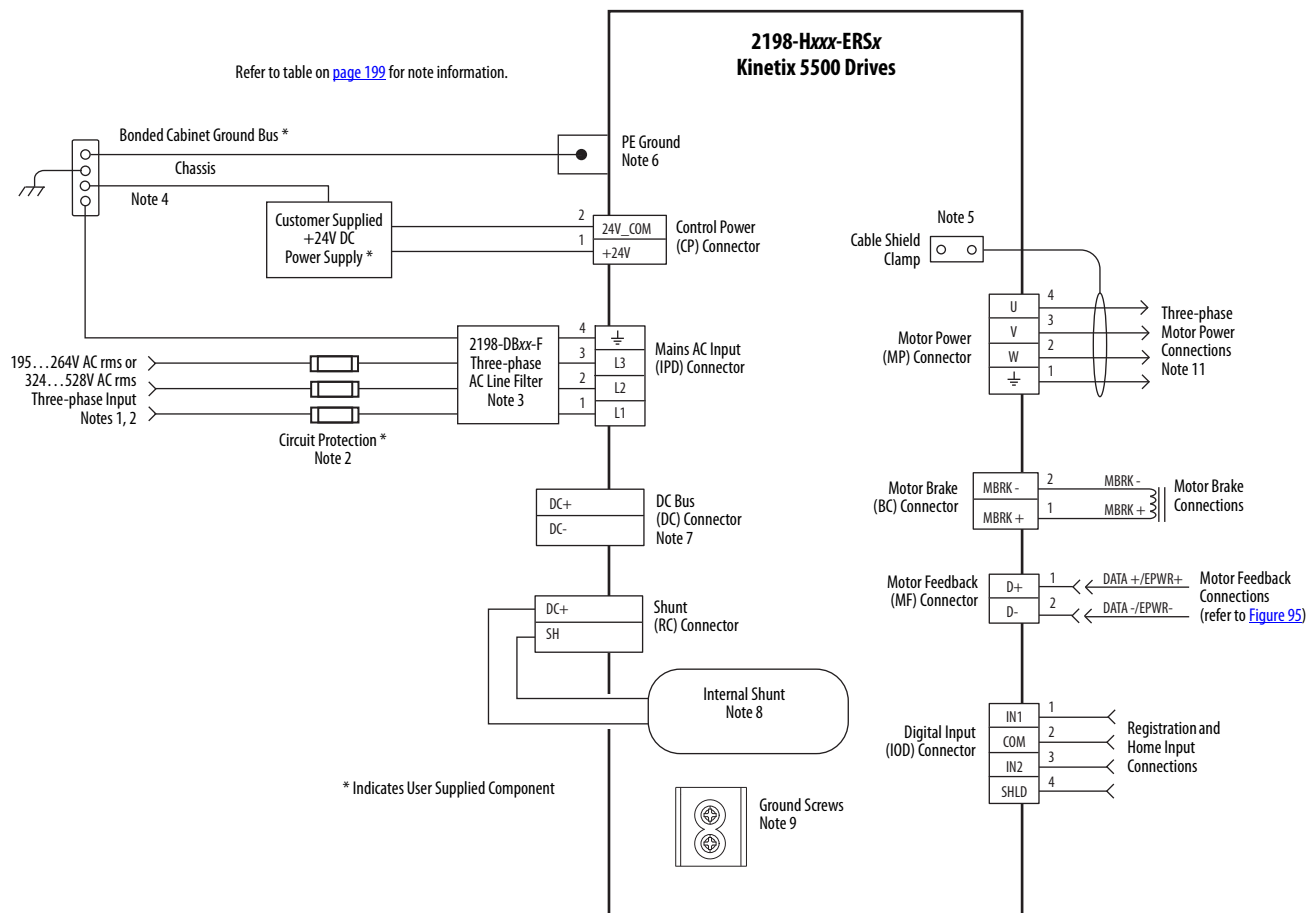 2198-Hxxx-ERSx
Kinetix 5500 Drives
Refer to table on page 199 for note information.
Bonded Cabinet Ground Bus *
Chassis
Note 4
PE Ground
Note 6
Customer Supplied
+24V DC
Power Supply *
2
1
24V_COM
+24V
Control Power
(CP) Connector
Note 5
Cable Shield
Clamp
195…264V AC rms or
324…528V AC rms
Three-phase Input
Notes 1, 2
Circuit Protection *
Note 2
2198-DBxx-F
Three-phase
AC Line Filter
Note 3
4
3
2
1
L3
L2
L1
Mains AC Input
(IPD) Connector
Motor Power
(MP) Connector
U
V
W
4
3
2
1
Three-phase
Motor Power
Connections
Note 11
DC+
DC-
DC Bus
(DC) Connector
Note 7
Motor Brake
(BC) Connector
MBRK -
MBRK +
2
1
MBRK -
MBRK +
Motor Brake
Connections
Motor Feedback
(MF) Connector
D+
D-
1
2
DATA +/EPWR+
DATA -/EPWR-
Motor Feedback
Connections
(refer to Figure 95)
DC+
SH
Shunt
(RC) Connector
Internal Shunt
Note 8
Digital Input
(IOD) Connector
IN1
COM
IN2
SHLD
1
2
3
4
Registration and
Home Input
Connections
* Indicates User Supplied Component
Ground Screws
Note 9